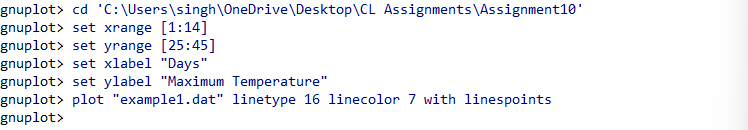 gnuplot> cd 'C:\Users\singh\OneDrive\Desktop\CL Assignments\Assignment10'
gnuplot> set xrange [1:14]
gnuplot> set yrange [25:45]
gnuplot> set xlabel "Days"
gnuplot> set ylabel "Maximum Temperature"
gnuplot> plot "example1.dat" linetype 16 linecolor 7 with linespoints
gnuplot>